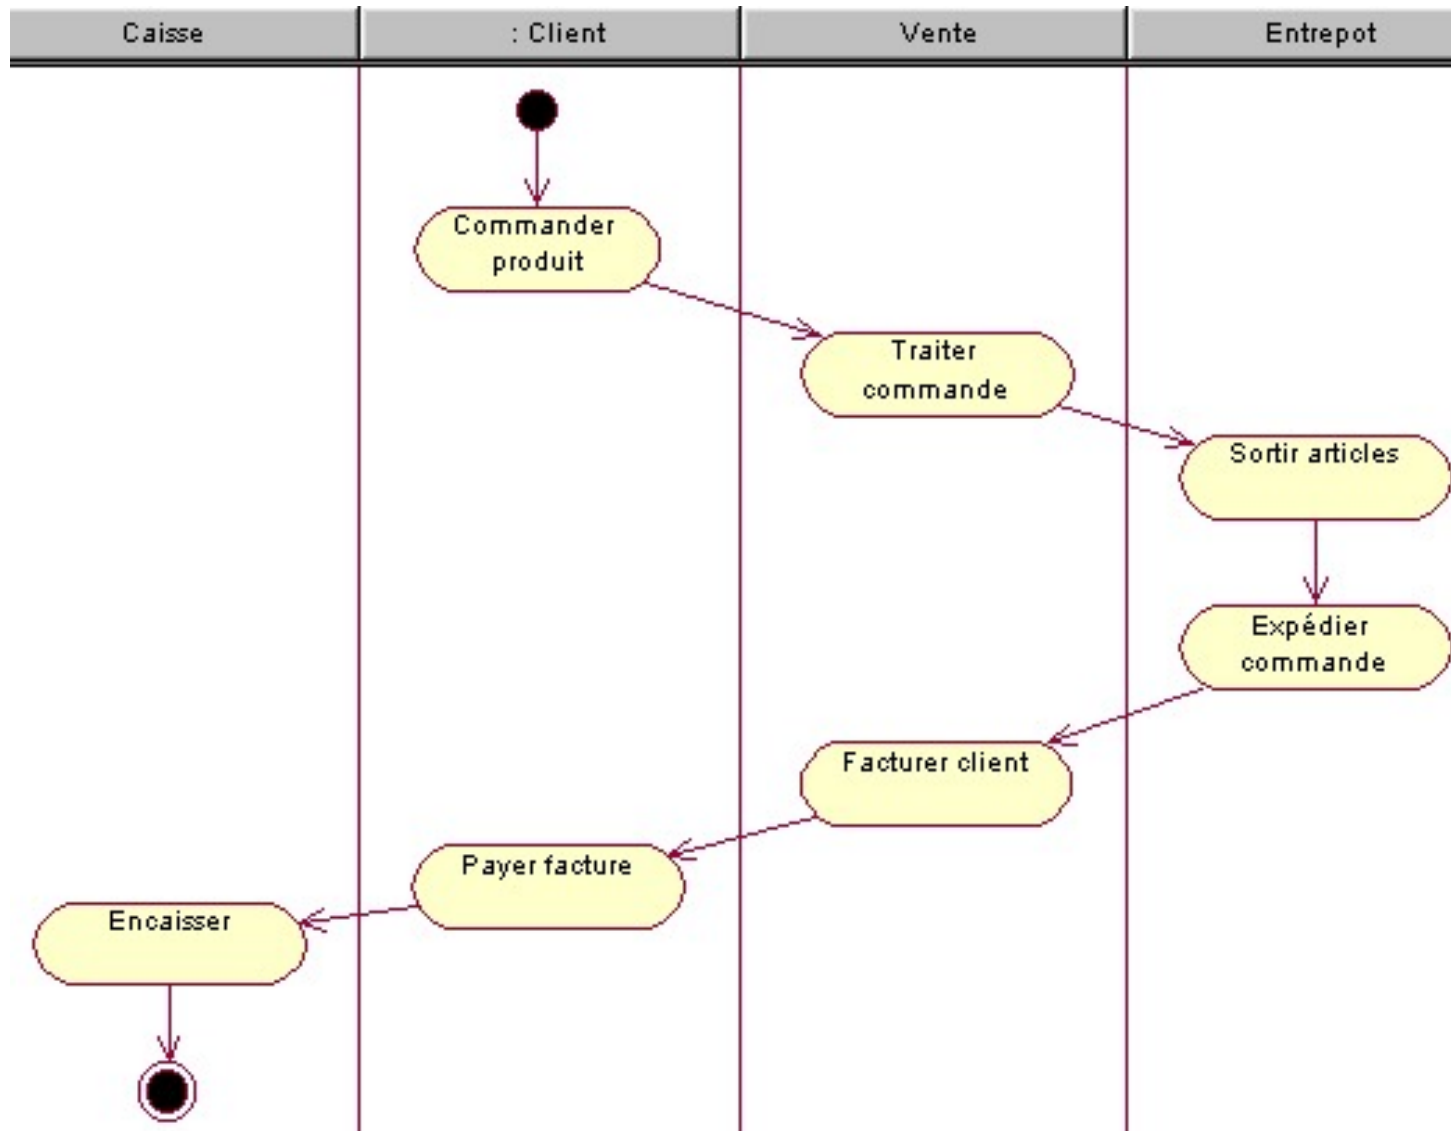 Caisse
: Client
Vente
Entrepot
Commander
produit
Traiter
commande
Sortir articles
Expédier
commande
Facturer client
Payer facture
Encaisser